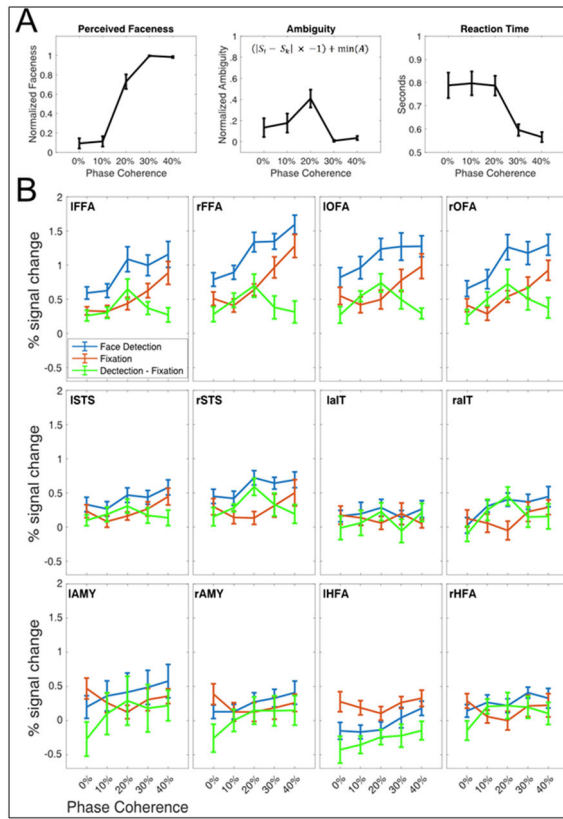 A
Perceived Faceness
Ambiguity
Reaction Time
Normalized Faceness
1
.8
.6
.4
.2
0
0%
10%
20%
30%
40%
Phase Coherence
(|Sᵢ − Sₖ| × −1) + min(A)
Normalized Ambiguity
1
.8
.6
.4
.2
0
0%
10%
20%
30%
40%
Phase Coherence
Seconds
1
0.9
0.8
0.7
0.6
0.5
0%
10%
20%
30%
40%
Phase Coherence
B
% signal change
2
1.5
1
0.5
0
-0.5
lFFA
rFFA
lOFA
rOFA
Face Detection
Fixation
Dectection - Fixation
% signal change
2
1.5
1
0.5
0
lSTS
rSTS
laIT
raIT
% signal change
2
1.5
1
0.5
0
-0.5
lAMY
rAMY
lHFA
rHFA
0%
10%
20%
30%
40%
0%
10%
20%
30%
40%
0%
10%
20%
30%
40%
0%
10%
20%
30%
40%
Phase Coherence